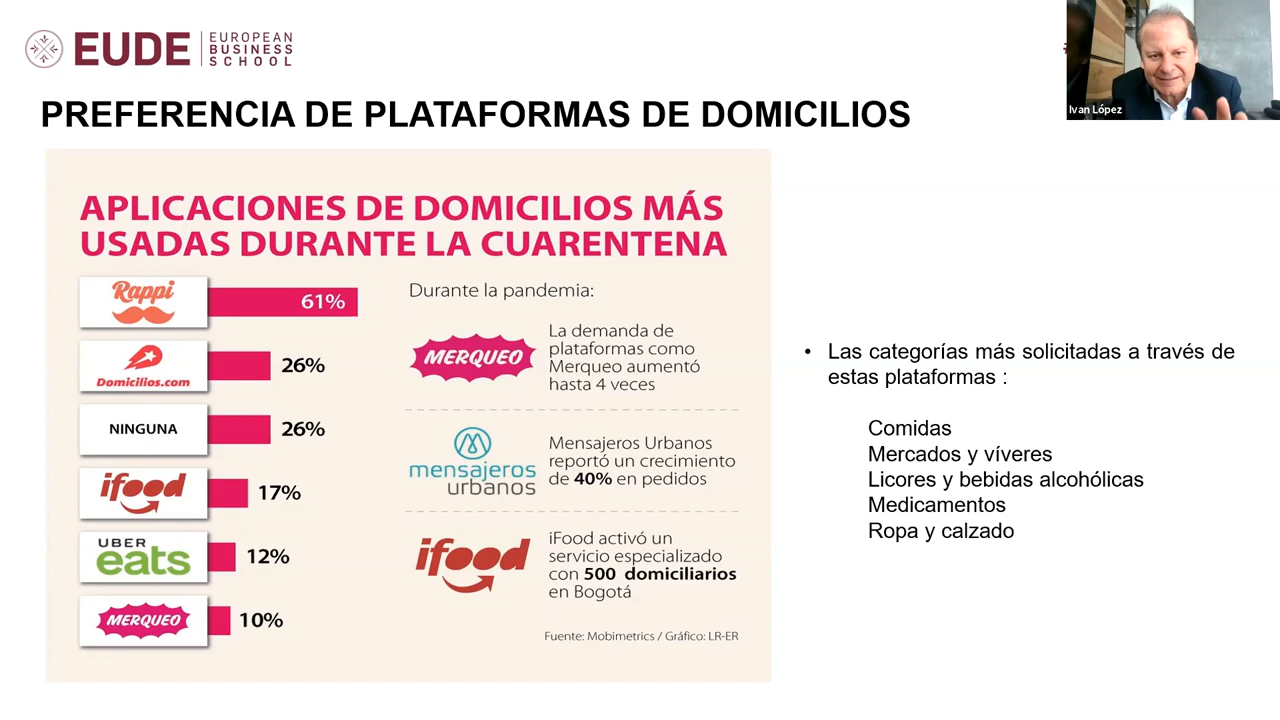 EUDE
EUROPEAN
BUSINESS
SCHOOL
Ivan López
PREFERENCIA DE PLATAFORMAS DE DOMICILIOS
APLICACIONES DE DOMICILIOS MÁS
USADAS DURANTE LA CUARENTENA
Rappi
61%
Domicilios.com
26%
NINGUNA
26%
ifood
17%
UBER
eats
12%
MERQUEO
10%
Durante la pandemia:
MERQUEO
La demanda de
plataformas como
Merqueo aumentó
hasta 4 veces
mensajeros
urbanos
Mensajeros Urbanos
reportó un crecimiento
de 40% en pedidos
ifood
iFood activó un
servicio especializado
con 500 domiciliarios
en Bogotá
Fuente: Mobimetrics / Gráfico: LR-ER
• Las categorías más solicitadas a través de
estas plataformas :
Comidas
Mercados y víveres
Licores y bebidas alcohólicas
Medicamentos
Ropa y calzado